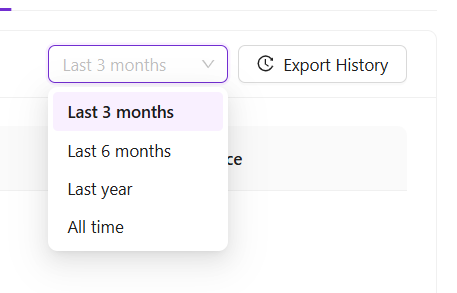 Last 3 months
Export History
Last 3 months
Last 6 months
Last year
All time